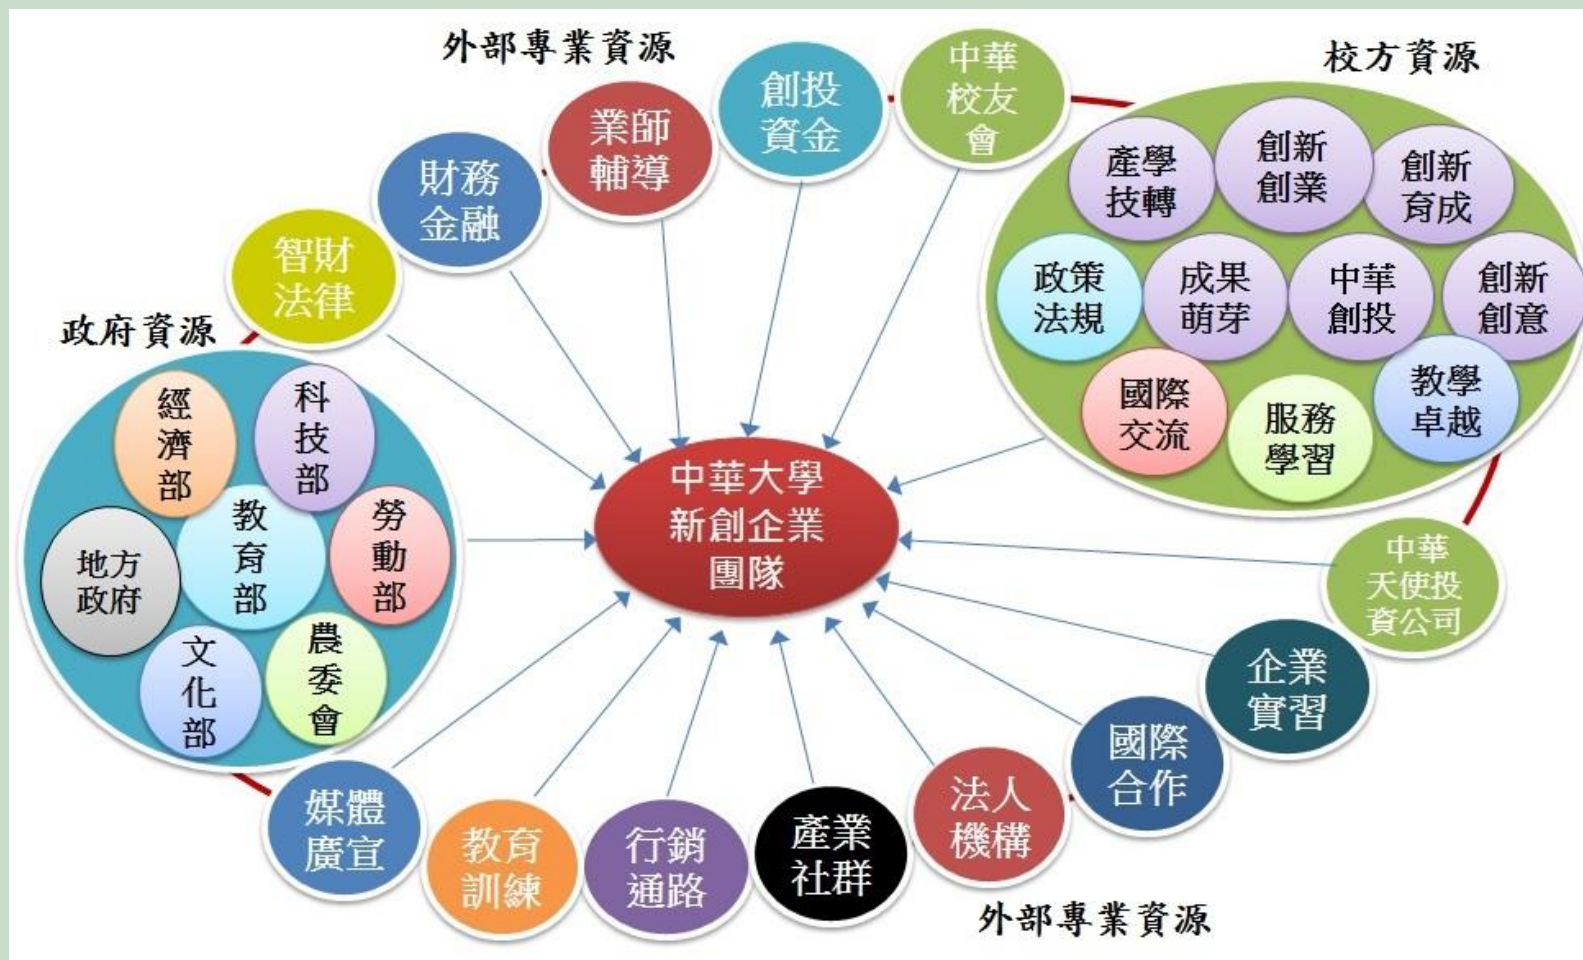 外部專業資源
校方資源
政府資源
智財
法律
財務
金融
業師
輔導
創投
資金
中華
校友
會
產學
技轉
創新
創業
創新
育成
政策
法規
成果
萌芽
中華
創投
創新
創意
國際
交流
服務
學習
教學
卓越
經
濟
部
科
技
部
教
育
部
勞
動
部
地方
政府
文
化
部
農
委
會
中華大學
新創企業
團隊
中華
天使投
資公司
企業
實習
國際
合作
法人
機構
產業
社群
行銷
通路
教育
訓練
媒體
廣宣
外部專業資源